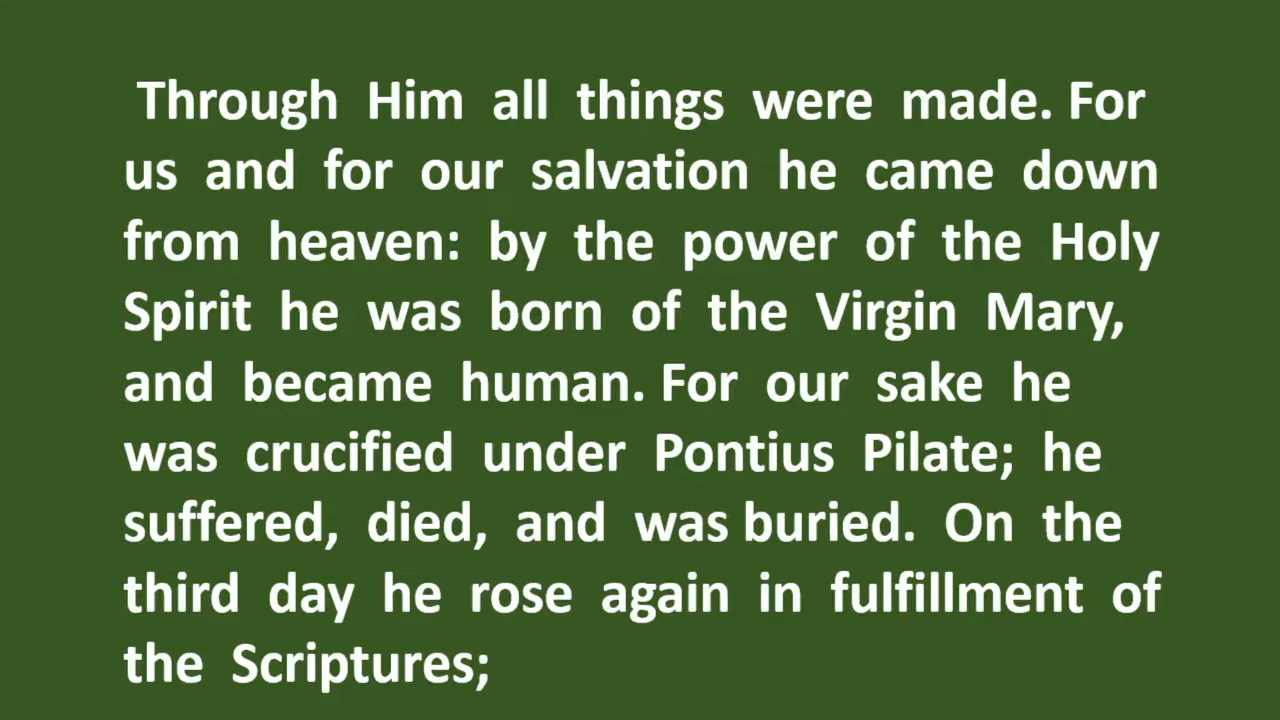 Through Him all things were made. For
us and for our salvation he came down
from heaven: by the power of the Holy
Spirit he was born of the Virgin Mary,
and became human. For our sake he
was crucified under Pontius Pilate; he
suffered, died, and was buried. On the
third day he rose again in fulfillment of
the Scriptures;